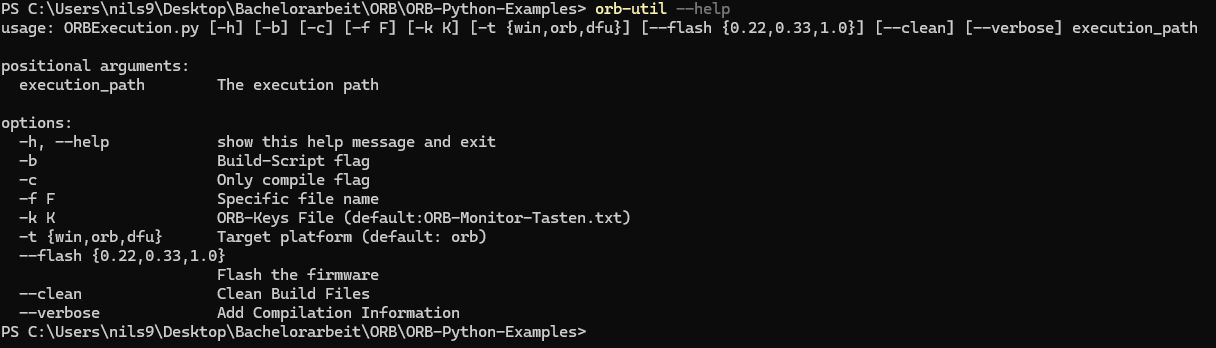 PS C:\Users\nils9\Desktop\Bachelorarbeit\ORB\ORB-Python-Examples> orb-util --help
usage: ORBExecution.py [-h] [-b] [-c] [-f F] [-k K] [-t {win,orb,dfu}] [--flash {0.22,0.33,1.0}] [--clean] [--verbose] execution_path

positional arguments:
  execution_path        The execution path

options:
  -h, --help            show this help message and exit
  -b                    Build-Script flag
  -c                    Only compile flag
  -f F                  Specific file name
  -k K                  ORB-Keys File (default:ORB-Monitor-Tasten.txt)
  -t {win,orb,dfu}      Target platform (default: orb)
  --flash {0.22,0.33,1.0}
                        Flash the firmware
  --clean               Clean Build Files
  --verbose             Add Compilation Information
PS C:\Users\nils9\Desktop\Bachelorarbeit\ORB\ORB-Python-Examples>